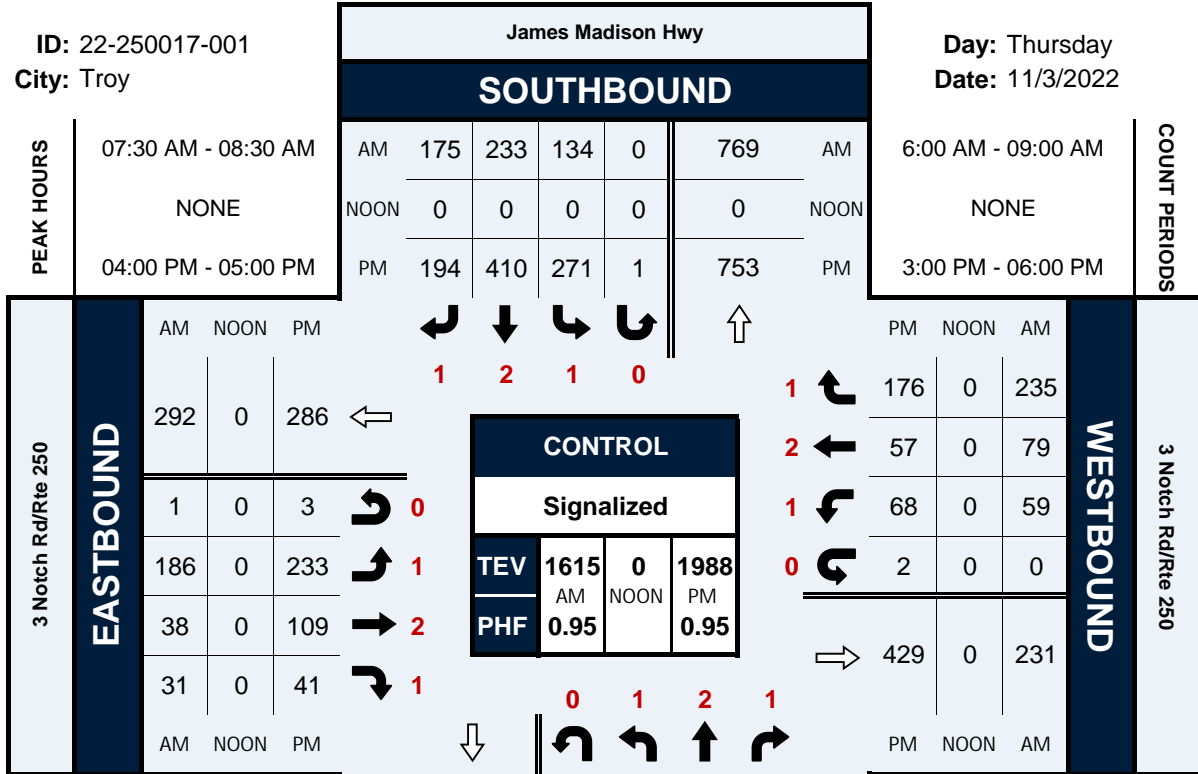 James Madison Hwy
ID: 22-250017-001
Day: Thursday
City: Troy
Date: 11/3/2022
SOUTHBOUND
PEAK HOURS
07:30 AM - 08:30 AM
AM 175 233 134 0 769 AM
6:00 AM - 09:00 AM
COUNT PERIODS
NONE
NOON 0 0 0 0 0 NOON
NONE
04:00 PM - 05:00 PM
PM 194 410 271 1 753 PM
3:00 PM - 06:00 PM
1 2 1 0
3 Notch Rd/Rte 250
EASTBOUND
AM NOON PM
292 0 286
1 0 3 0
186 0 233 1
38 0 109 2
31 0 41 1
AM NOON PM
CONTROL
Signalized
TEV 1615 0 1988
AM NOON PM
PHF 0.95 0.95
PM NOON AM
1 176 0 235
2 57 0 79
1 68 0 59
0 2 0 0
429 0 231
PM NOON AM
WESTBOUND
3 Notch Rd/Rte 250
0 1 2 1